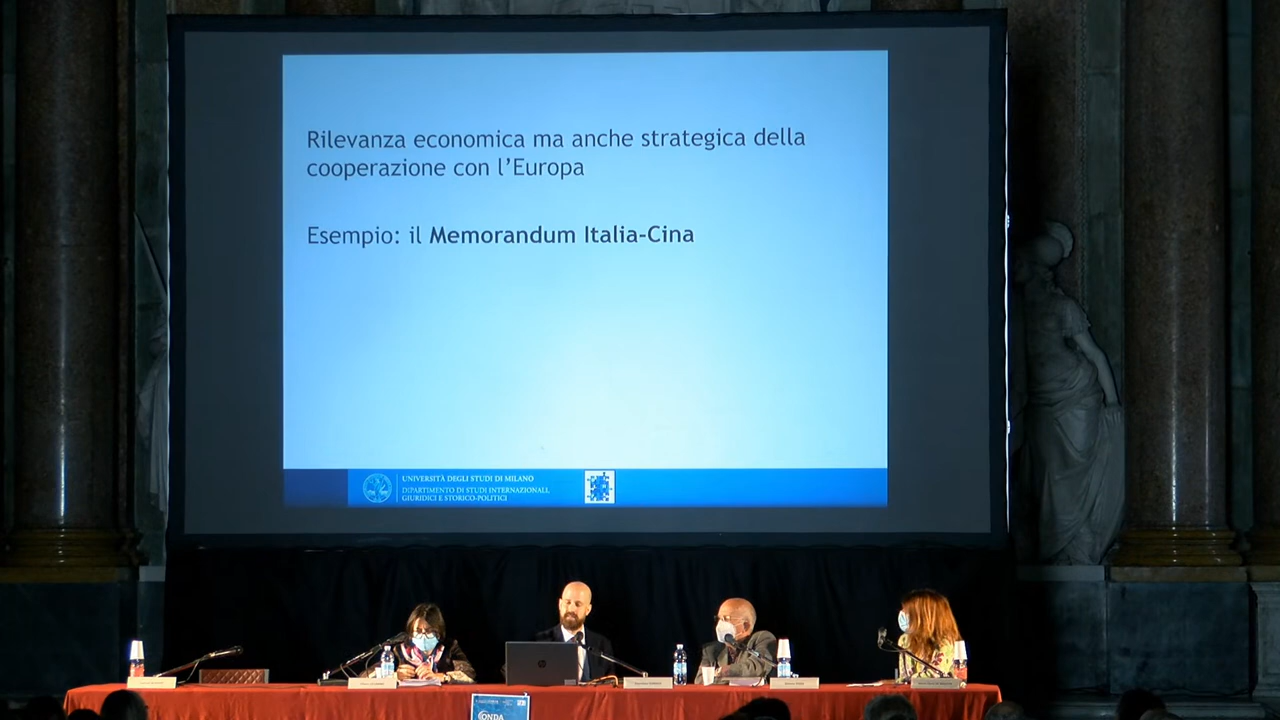 Rilevanza economica ma anche strategica della
cooperazione con l'Europa
Esempio: il Memorandum Italia-Cina
UNIVERSITÀ DEGLI STUDI DI MILANO
DIPARTIMENTO DI STUDI INTERNAZIONALI,
GIURIDICI E STORICO-POLITICI
ONDA